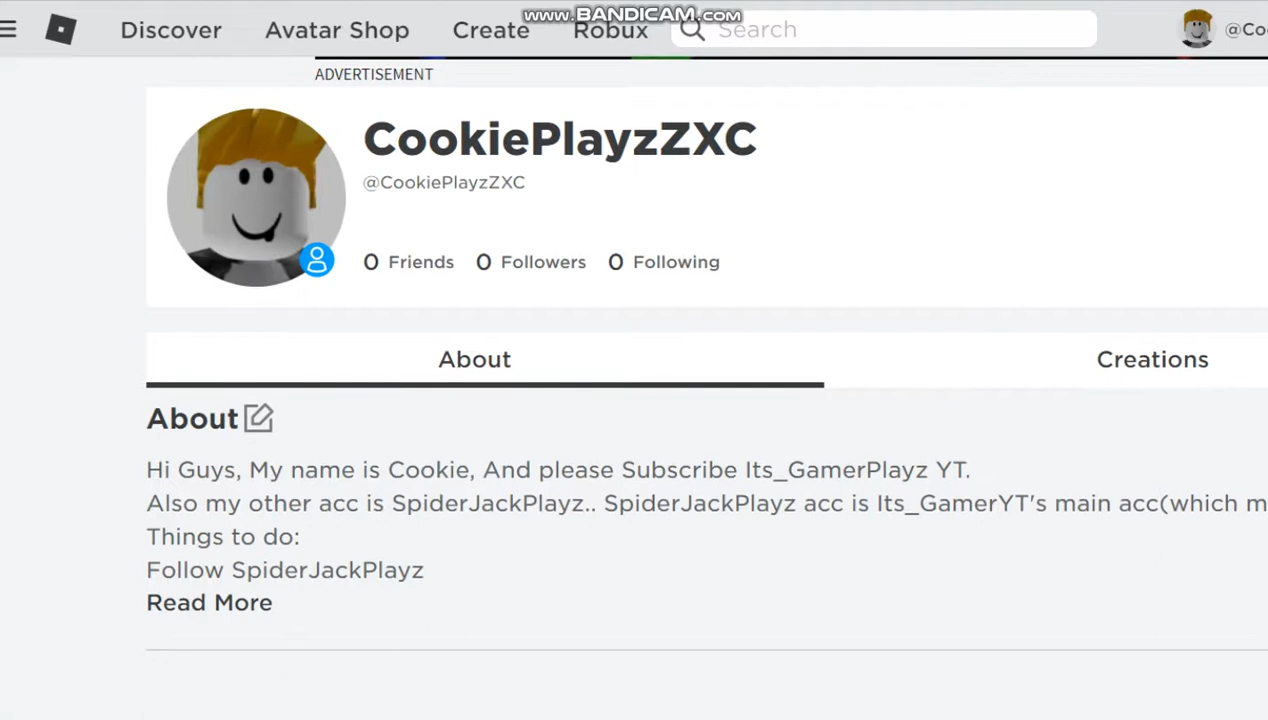 www.BANDICAM.com
Discover Avatar Shop Create Robux Search @Co
ADVERTISEMENT
CookiePlayzZXC
@CookiePlayzZXC
0 Friends 0 Followers 0 Following
About Creations
About
Hi Guys, My name is Cookie, And please Subscribe Its_GamerPlayz YT.
Also my other acc is SpiderJackPlayz.. SpiderJackPlayz acc is Its_GamerYT's main acc(which m
Things to do:
Follow SpiderJackPlayz
Read More